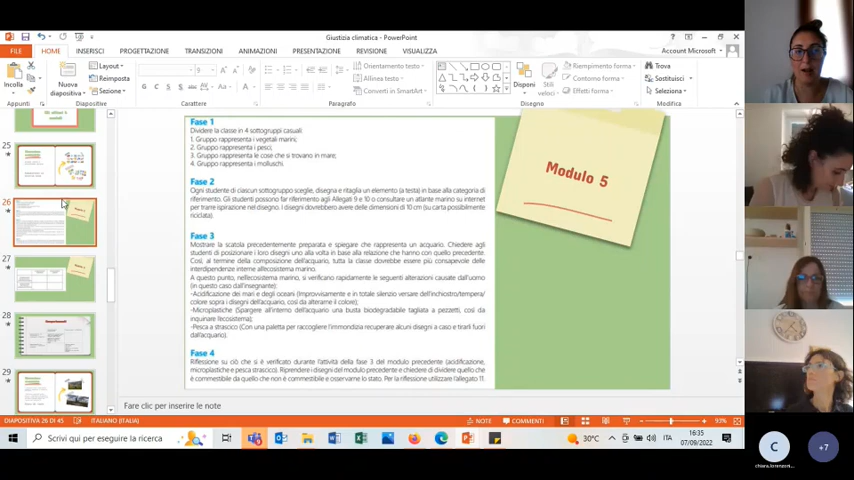 Giustizia climatica - PowerPoint
FILE HOME INSERISCI PROGETTAZIONE TRANSIZIONI ANIMAZIONI PRESENTAZIONE REVISIONE VISUALIZZA Account Microsoft
Incolla
Nuova
diapositiva
Layout
Reimposta
Sezione
G C S
Orientamento testo
Allinea testo
Converti in SmartArt
Disponi
Stili
veloci
Riempimento forma
Contorno forma
Effetti forma
Trova
Sostituisci
Seleziona
Appunti Diapositive Carattere Paragrafo Disegno Modifica
25
26
27
28
29
Fase 1
Dividere la classe in 4 sottogruppi casuali.
1. Gruppo rappresenta i vegetali marini;
2. Gruppo rappresenta i pesci;
3. Gruppo rappresenta le cose che si trovano in mare;
4. Gruppo rappresenta i molluschi.
Fase 2
Ogni studente di ciascun sottogruppo sceglie, disegna e ritaglia un elemento (a testa) in base alla categoria di
riferimento. Far riferimento agli Allegati 9 e 10 o consultare un atlante marino su internet
per trarre ispirazione nel disegno. I disegni dovrebbero avere delle dimensioni di 10 cm (su carta possibilmente
riciclata).
Fase 3
Mostrare la scatola precedentemente preparata e spiegare che rappresenta un acquario. Chiedere agli
studenti di posizionare i loro disegni uno alla volta in base alla relazione che hanno con quello precedente.
Così, al termine della composizione dell'acquario, tutta la classe dovrebbe essere più consapevole delle
interdipendenze interne all'ecosistema marino.
A questo punto, nell'ecosistema marino, si verificano rapidamente le seguenti alterazioni causate dall'uomo
(in questo caso dall'insegnante):
-Acidificazione dei mari e degli oceani (Improvvisamente e in totale silenzio versare dell'inchiostro/tempera/
colore sopra i disegni dell'acquario, così da alterarne il colore);
-Microplastiche (Spargere all'interno dell'acquario una busta biodegradabile tagliata a pezzetti, così da
inquinare l'ecosistema);
-Pesca a strascico (Con una paletta per raccogliere l'immondizia recuperare alcuni disegni a caso e tirarli fuori
dall'acquario).
Fase 4
Riflessione su ciò che si è verificato durante l'attività della fase 3 del modulo precedente (acidificazione,
microplastiche e pesca strascico). Riprendere i disegni del modulo precedente e chiedere di dividere quello che
è commestibile da quello che non è commestibile e osservarne lo stato. Per la riflessione utilizzare l'allegato 11.
Modulo 5
Fare clic per inserire le note
DIAPOSITIVA 26 DI 45 ITALIANO (ITALIA) NOTE COMMENTI 93%
Scrivi qui per eseguire la ricerca
30°C
ITA
16:35
07/09/2022
C
+7